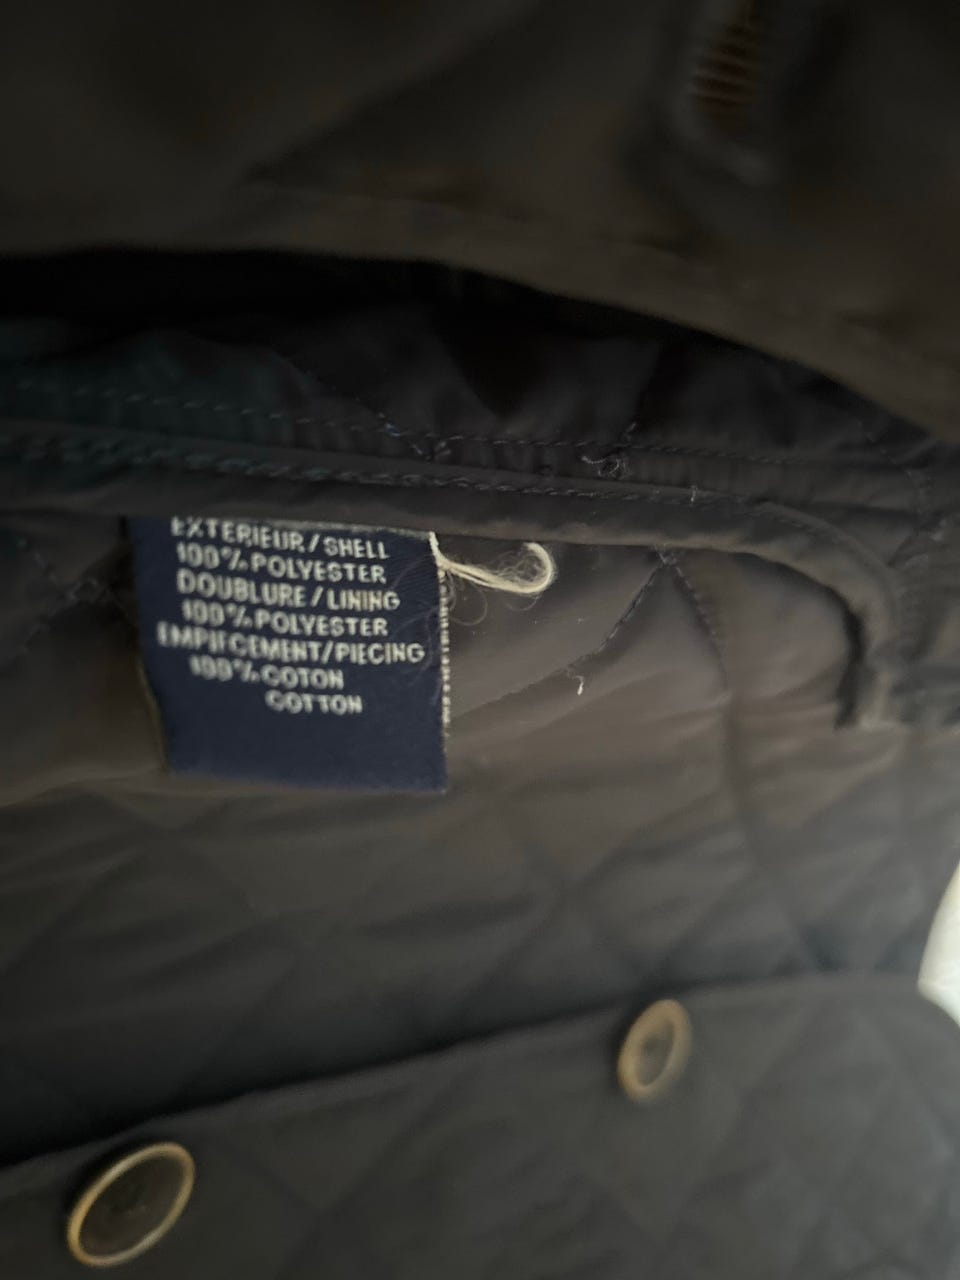 EXTERIEUR/SHELL
100% POLYESTER
DOUBLURE/LINING
100% POLYESTER
EMPIECEMENT/PIECING
100% COTON
COTTON